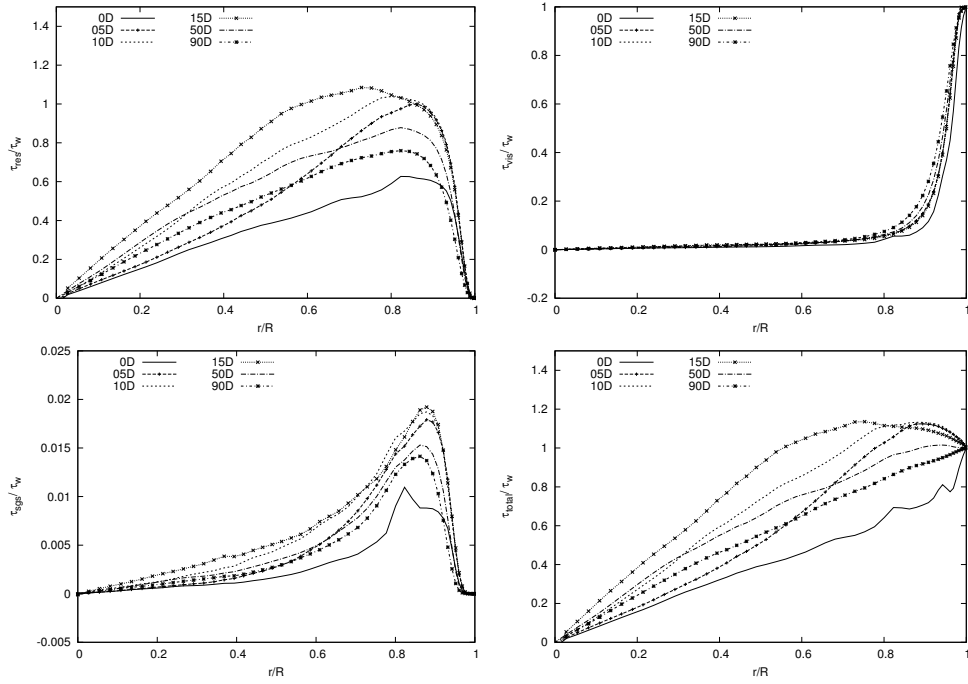 1.4
1.2
1
0.8
0.6
0.4
0.2
0
τres/ τw
0D
05D
10D
15D
50D
90D
0 0.2 0.4 0.6 0.8 1
r/R
1
0.8
0.6
0.4
0.2
0
-0.2
τvis/ τw
0D
05D
10D
15D
50D
90D
0 0.2 0.4 0.6 0.8 1
r/R
0.025
0.02
0.015
0.01
0.005
0
-0.005
τsgs/ τw
0D
05D
10D
15D
50D
90D
0 0.2 0.4 0.6 0.8 1
r/R
1.4
1.2
1
0.8
0.6
0.4
0.2
0
τtotal/ τw
0D
05D
10D
15D
50D
90D
0 0.2 0.4 0.6 0.8 1
r/R